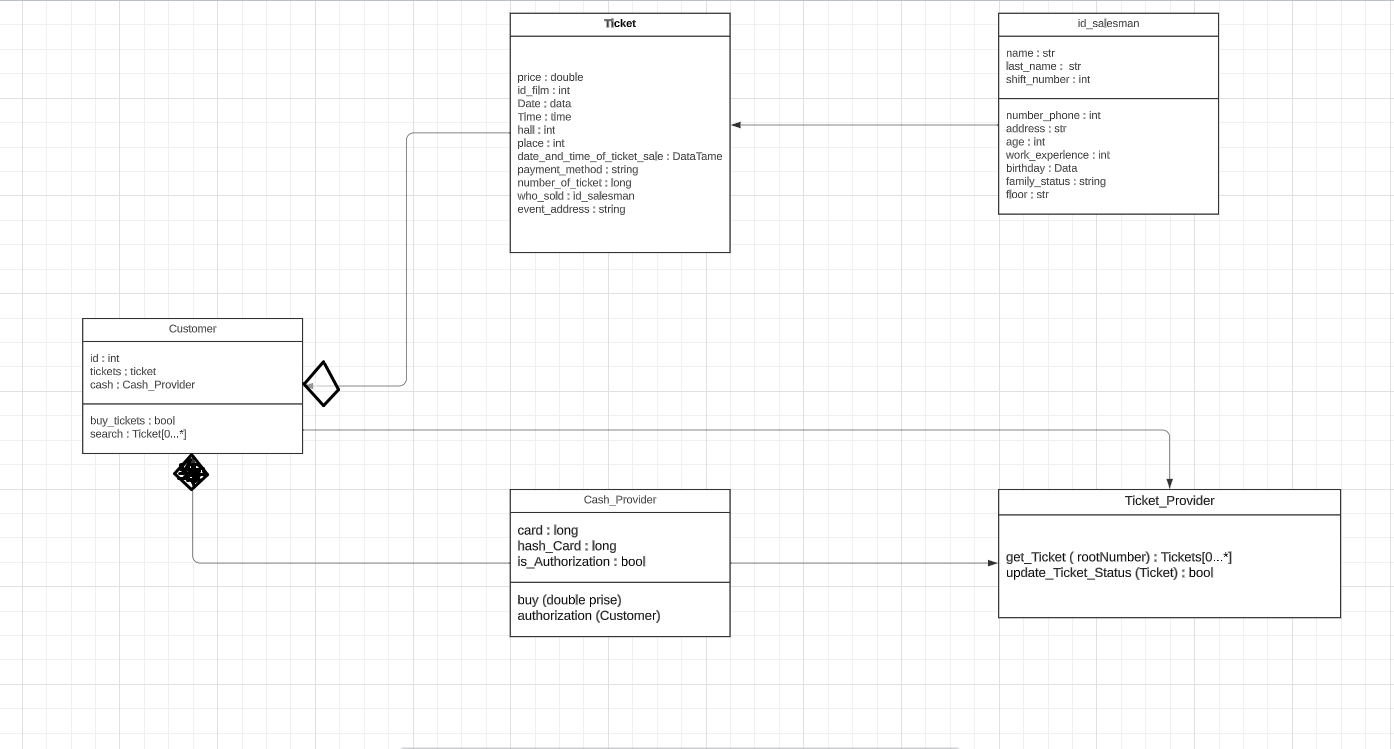 Ticket
price : double
id_film : int
Date : data
Time : time
hall : int
place : int
date_and_time_of_ticket_sale : DataTame
payment_method : string
number_of_ticket : long
who_sold : id_salesman
event_address : string
id_salesman
name : str
last_name : str
shift_number : int
number_phone : int
address : str
age : int
work_experience : int
birthday : Data
family_status : string
floor : str
Customer
id : int
tickets : ticket
cash : Cash_Provider
buy_tickets : bool
search : Ticket[0...*]
Cash_Provider
card : long
hash_Card : long
is_Authorization : bool
buy (double prise)
authorization (Customer)
Ticket_Provider
get_Ticket ( rootNumber) : Tickets[0...*]
update_Ticket_Status (Ticket) : bool